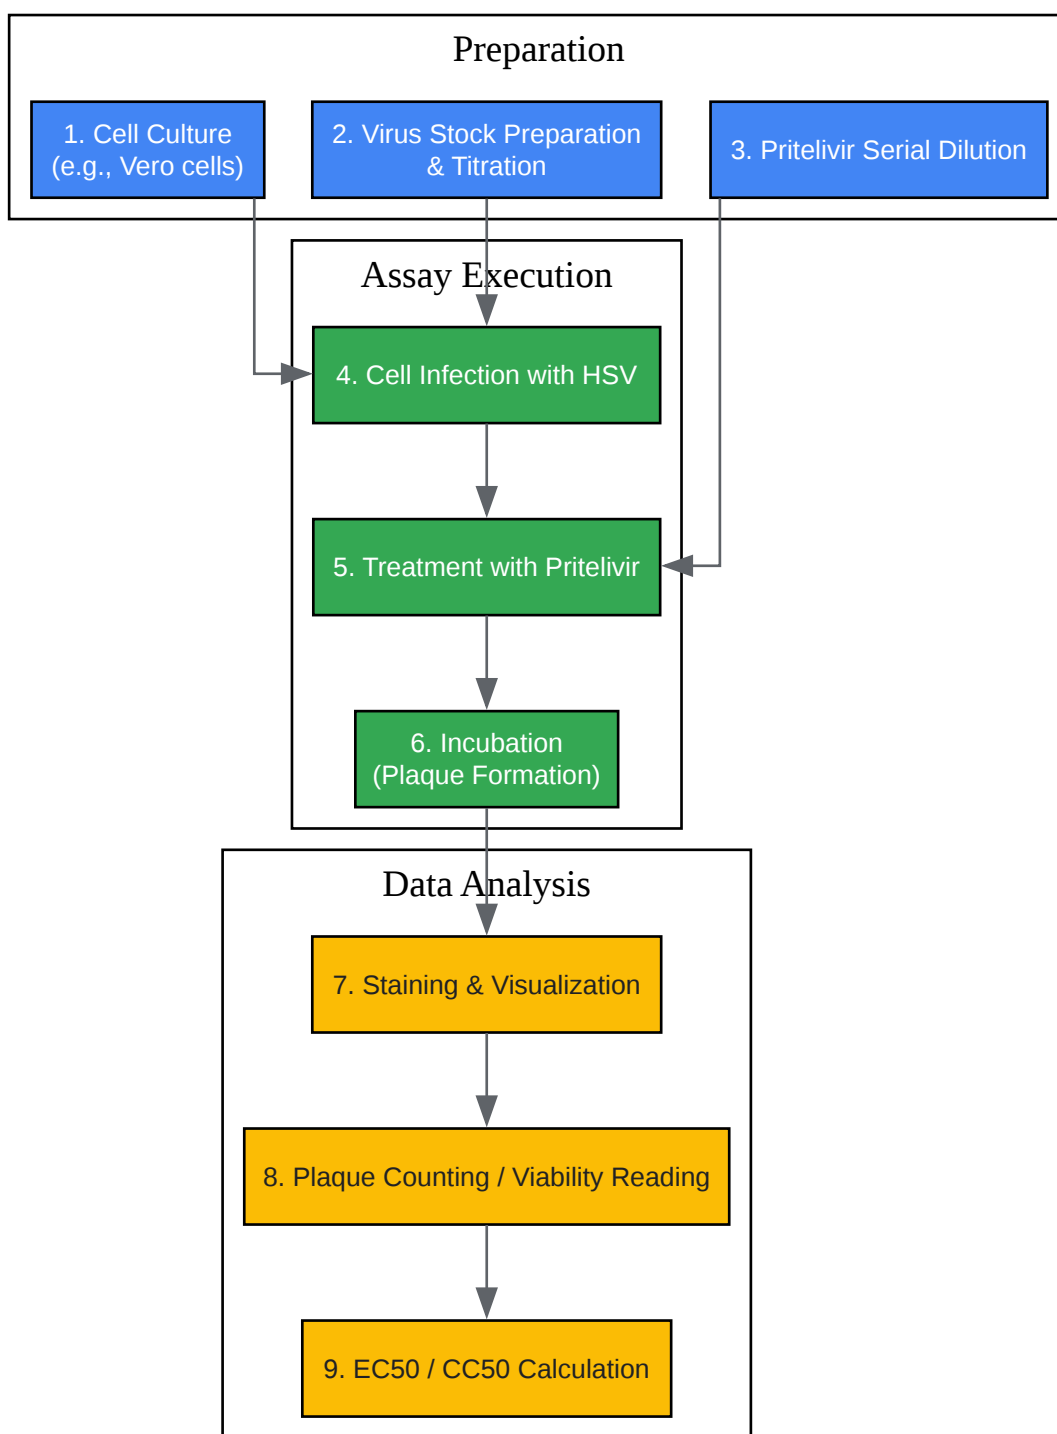 Preparation
1. Cell Culture
(e.g., Vero cells)
2. Virus Stock Preparation
& Titration
3. Pritelivir Serial Dilution
Assay Execution
4. Cell Infection with HSV
5. Treatment with Pritelivir
6. Incubation
(Plaque Formation)
Data Analysis
7. Staining & Visualization
8. Plaque Counting / Viability Reading
9. EC50 / CC50 Calculation